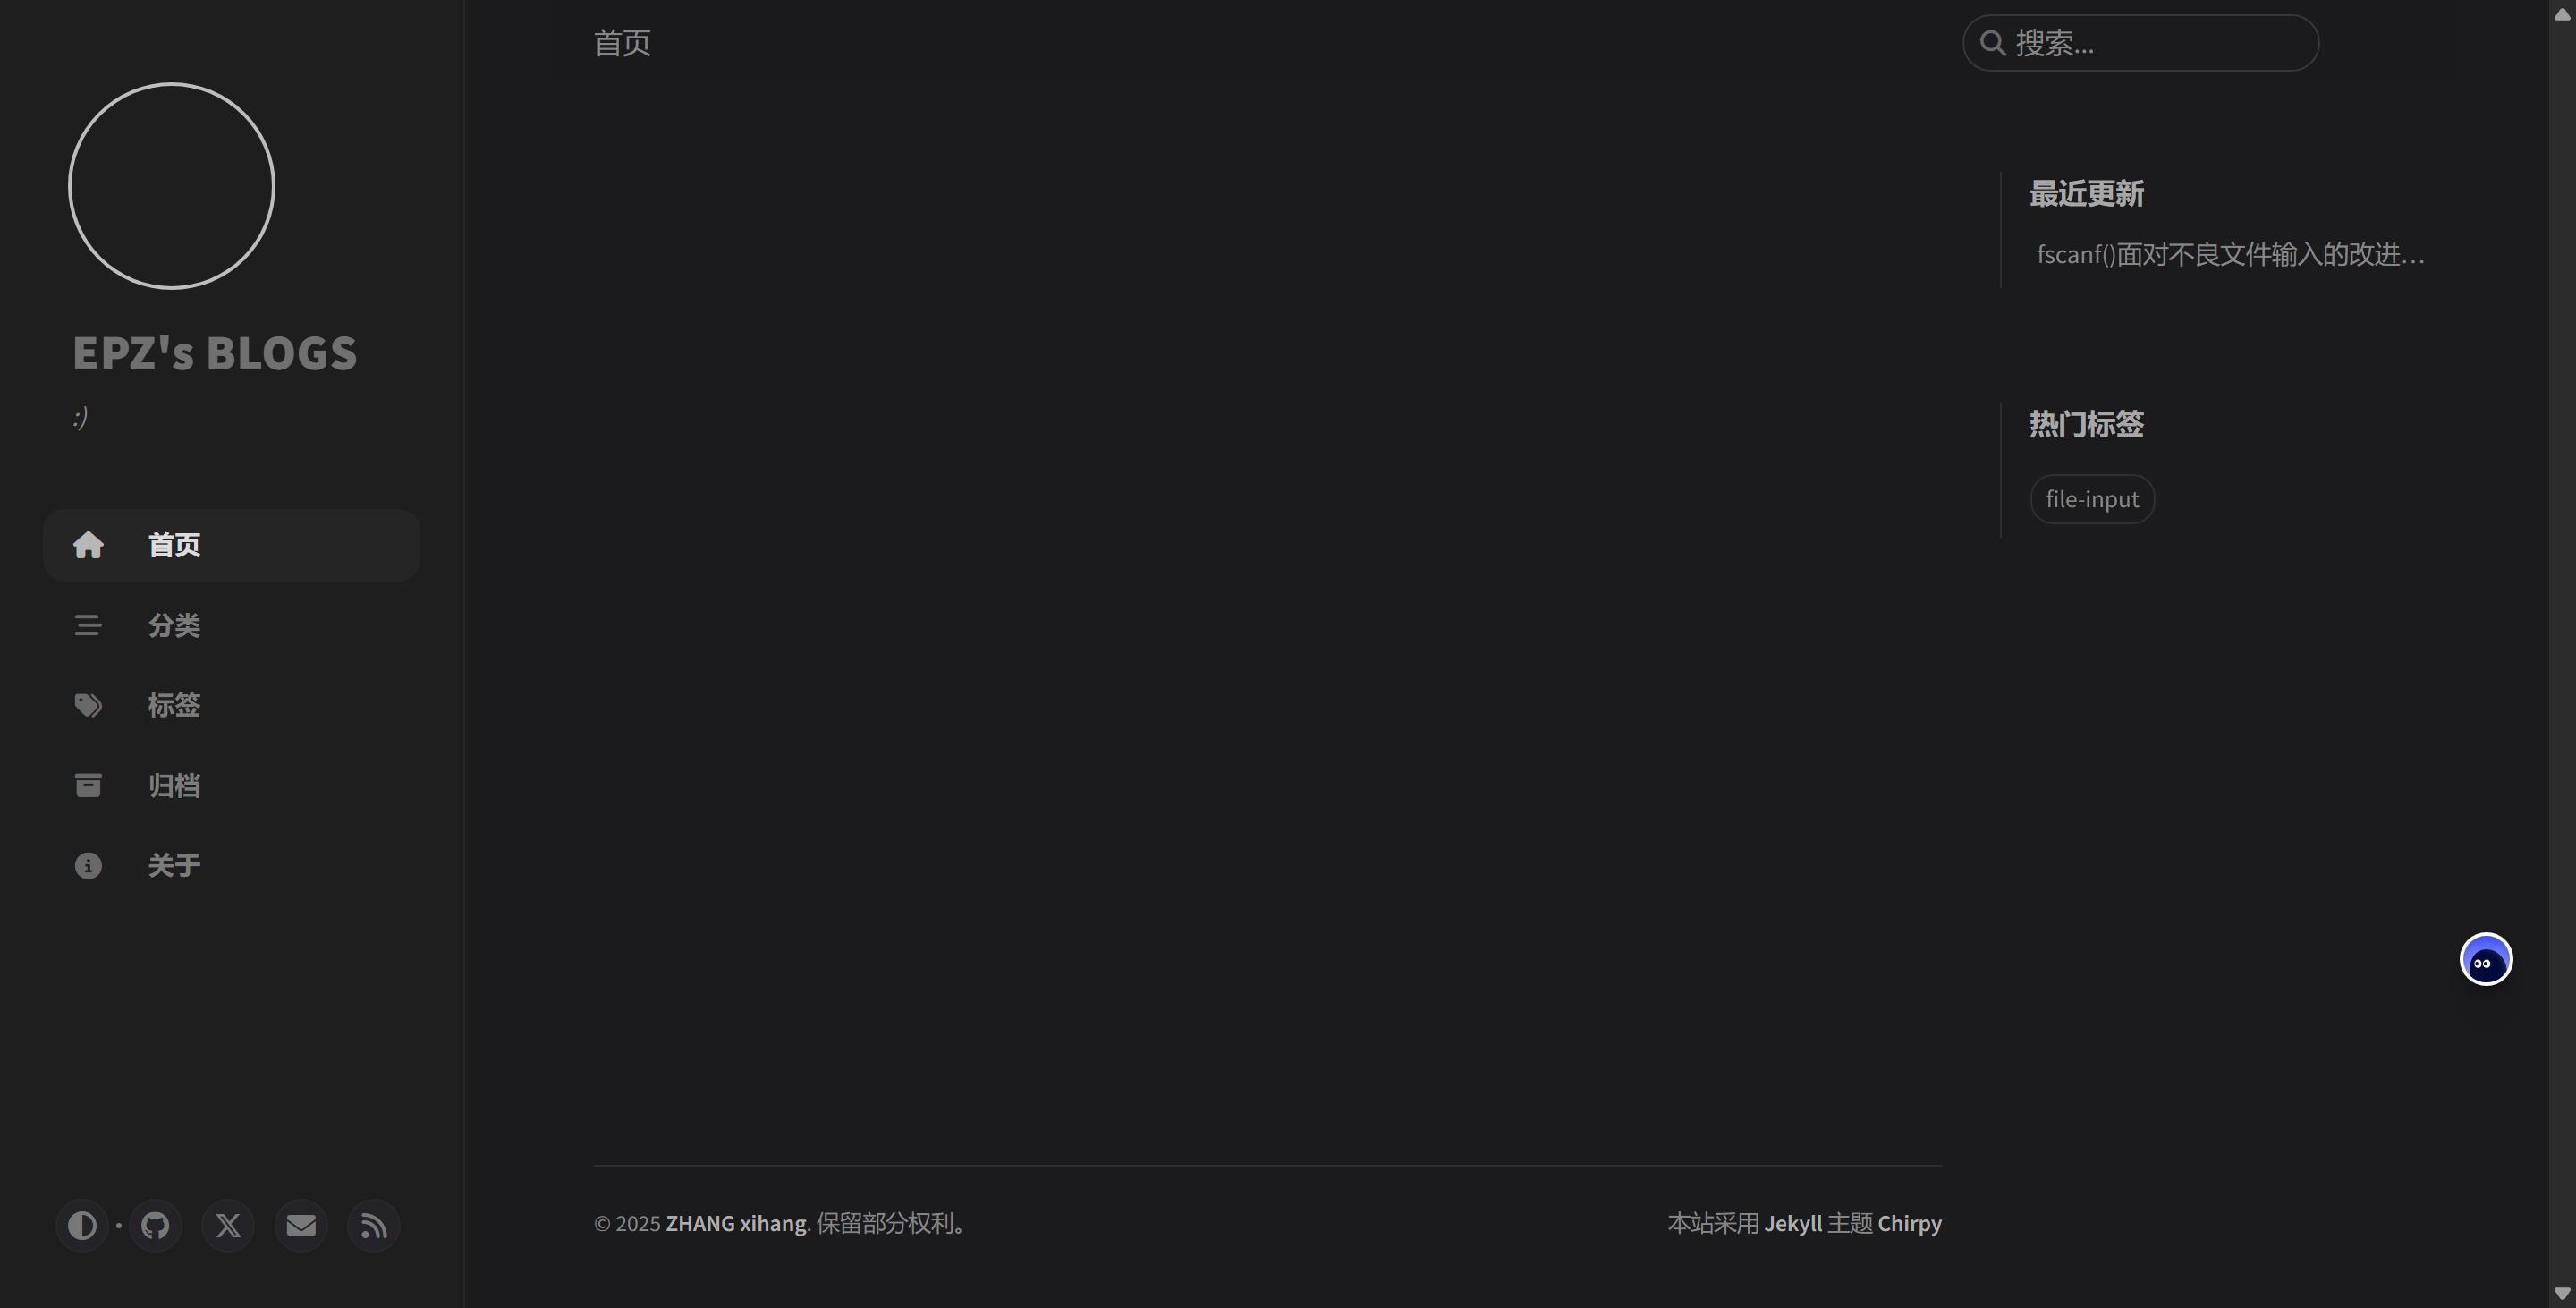 首页
搜索...
EPZ's BLOGS
:)
首页
分类
标签
归档
关于
最近更新
fscanf()面对不良文件输入的改进...
热门标签
file-input
© 2025 ZHANG xihang. 保留部分权利。
本站采用 Jekyll 主题 Chirpy